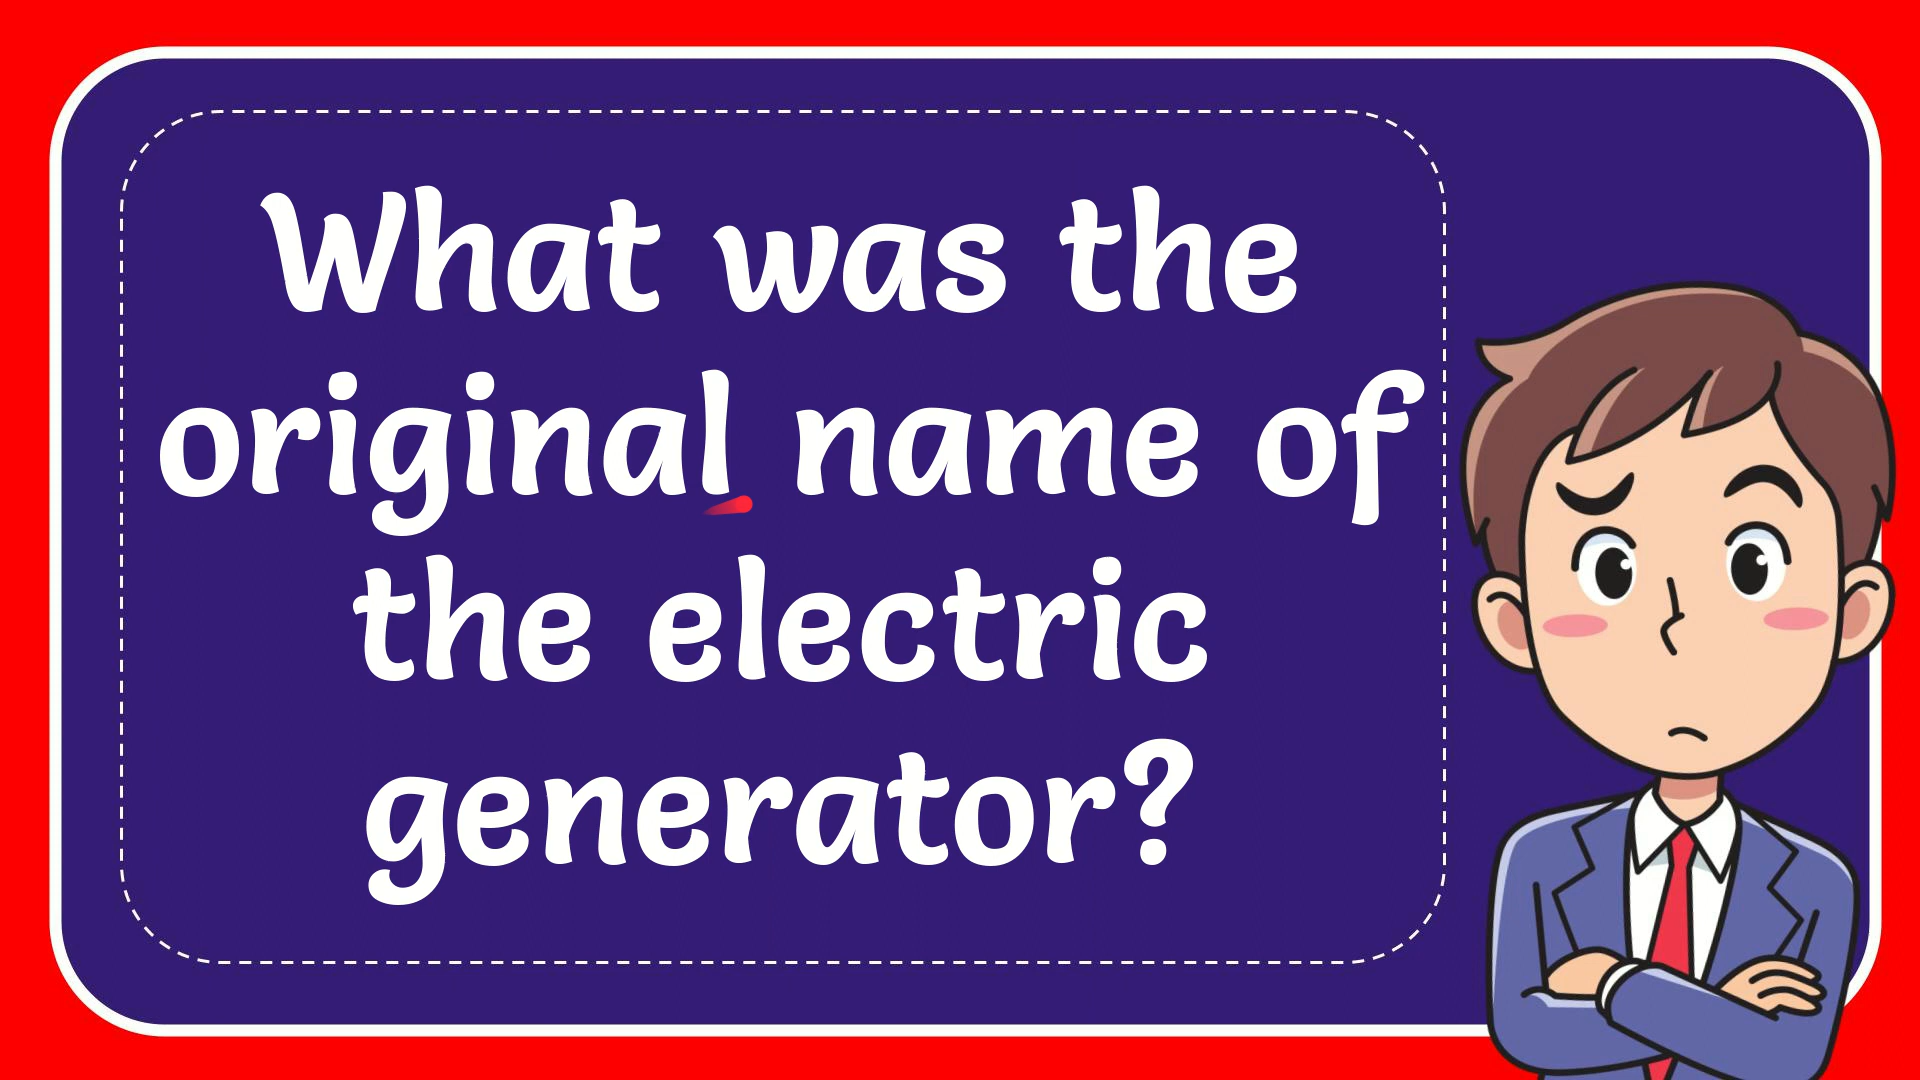 What was the
original name of
the electric
generator?